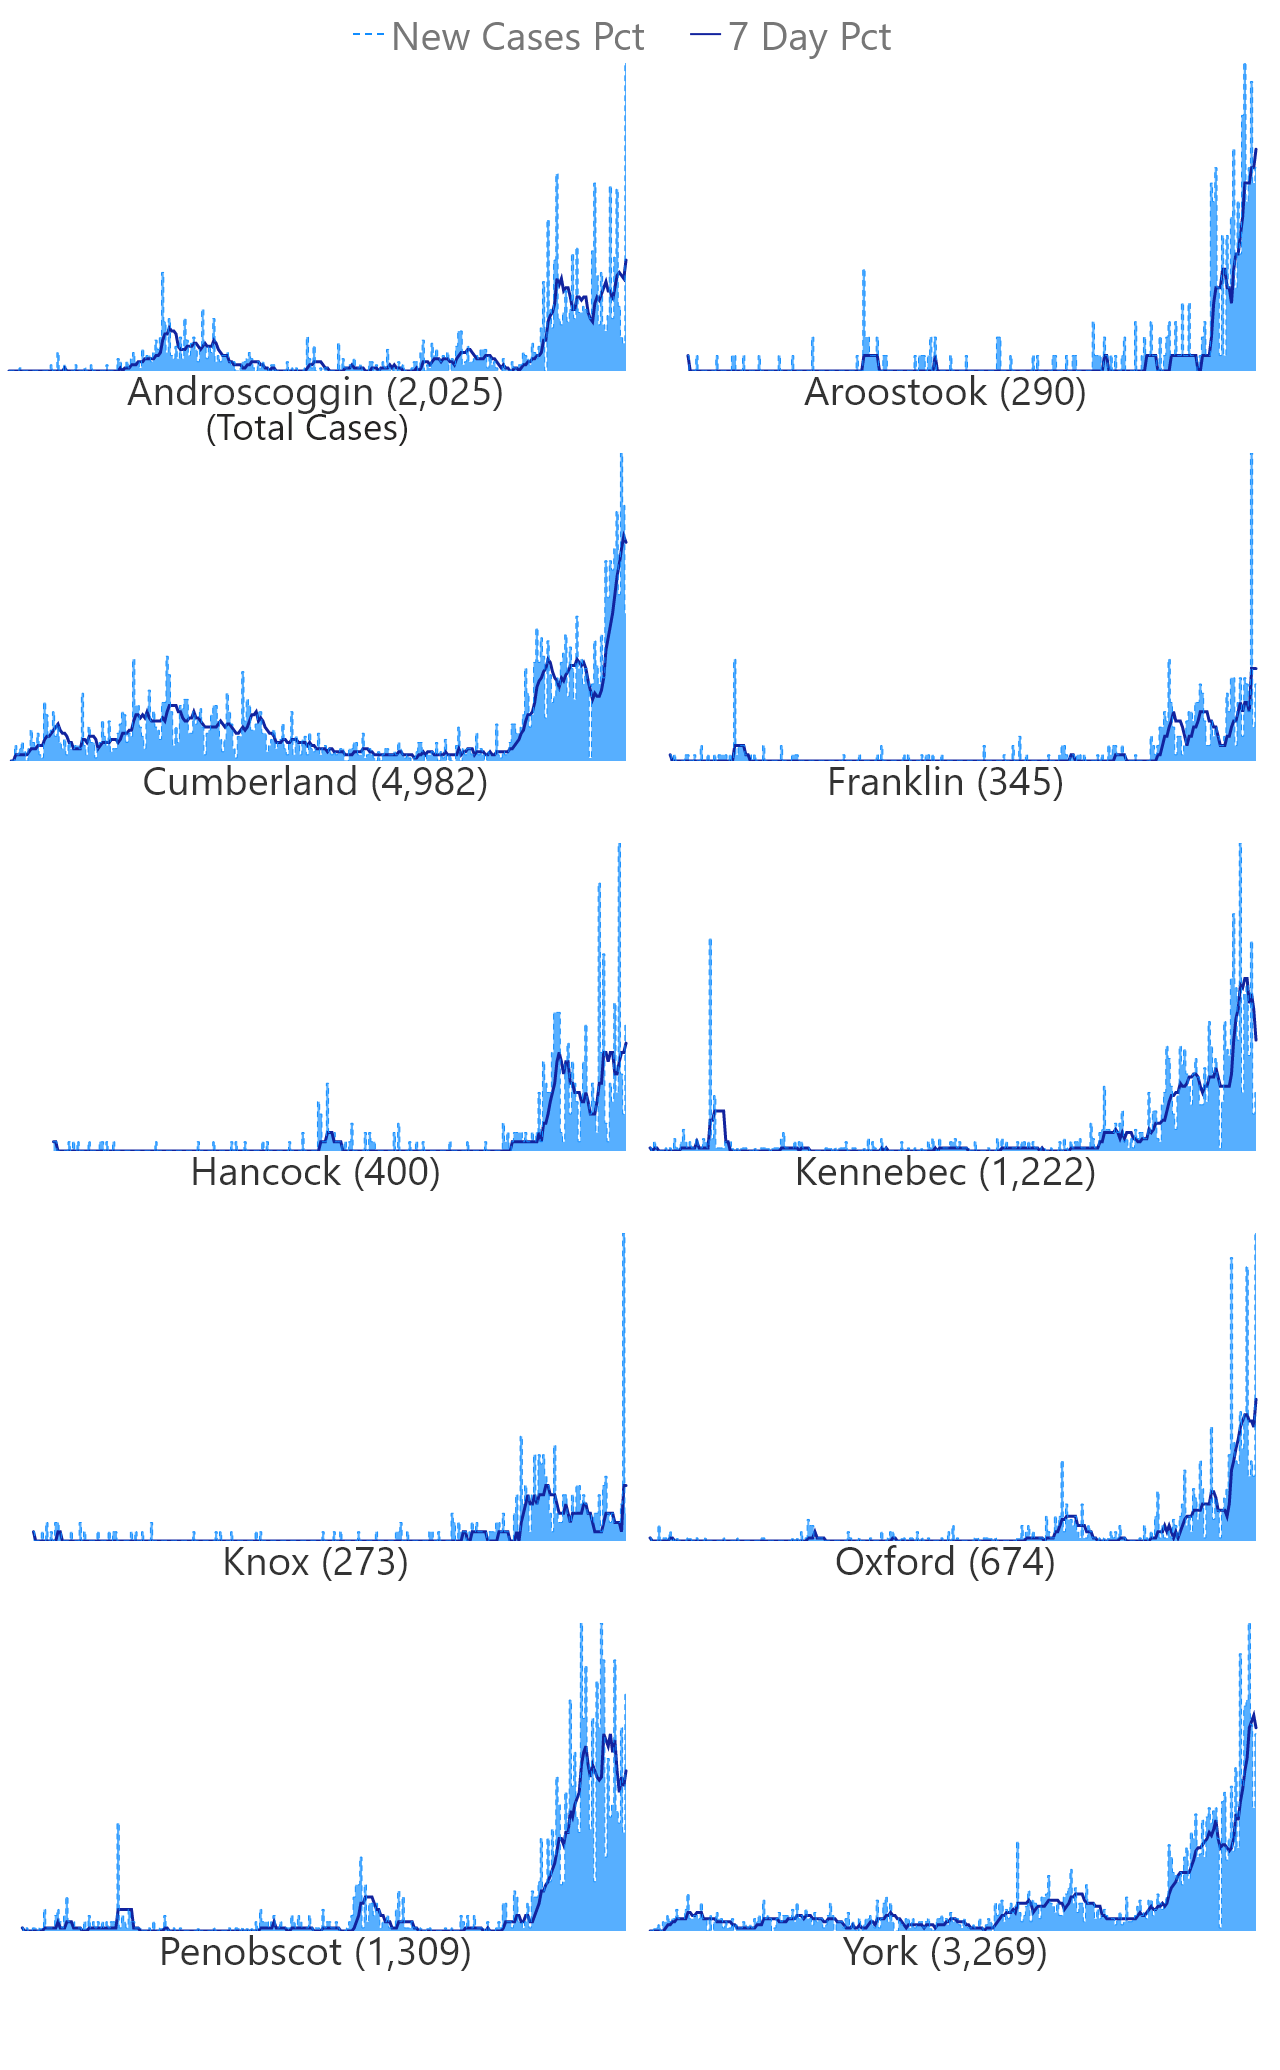 New Cases Pct 7 Day Pct
Androscoggin (2,025) Aroostook (290)
(Total Cases)
Cumberland (4,982) Franklin (345)
Hancock (400) Kennebec (1,222)
Knox (273) Oxford (674)
Penobscot (1,309) York (3,269)